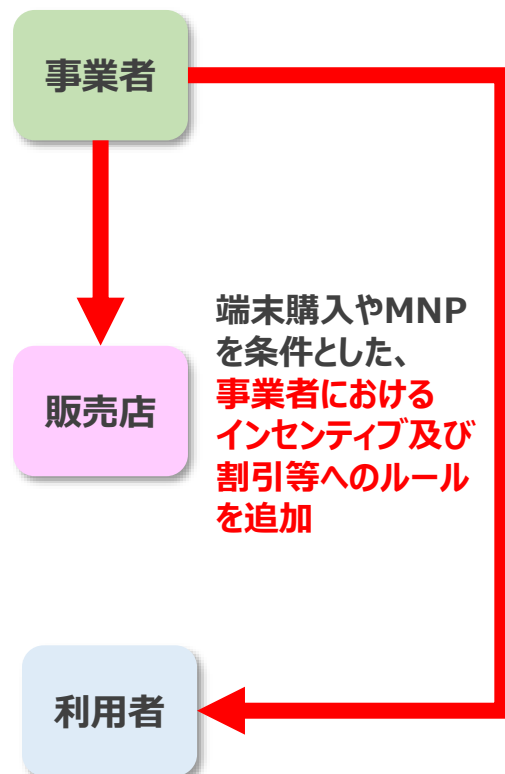 事業者
端末購入やMNP
を条件とした、
事業者における
インセンティブ及び
割引等へのルール
を追加
販売店
利用者